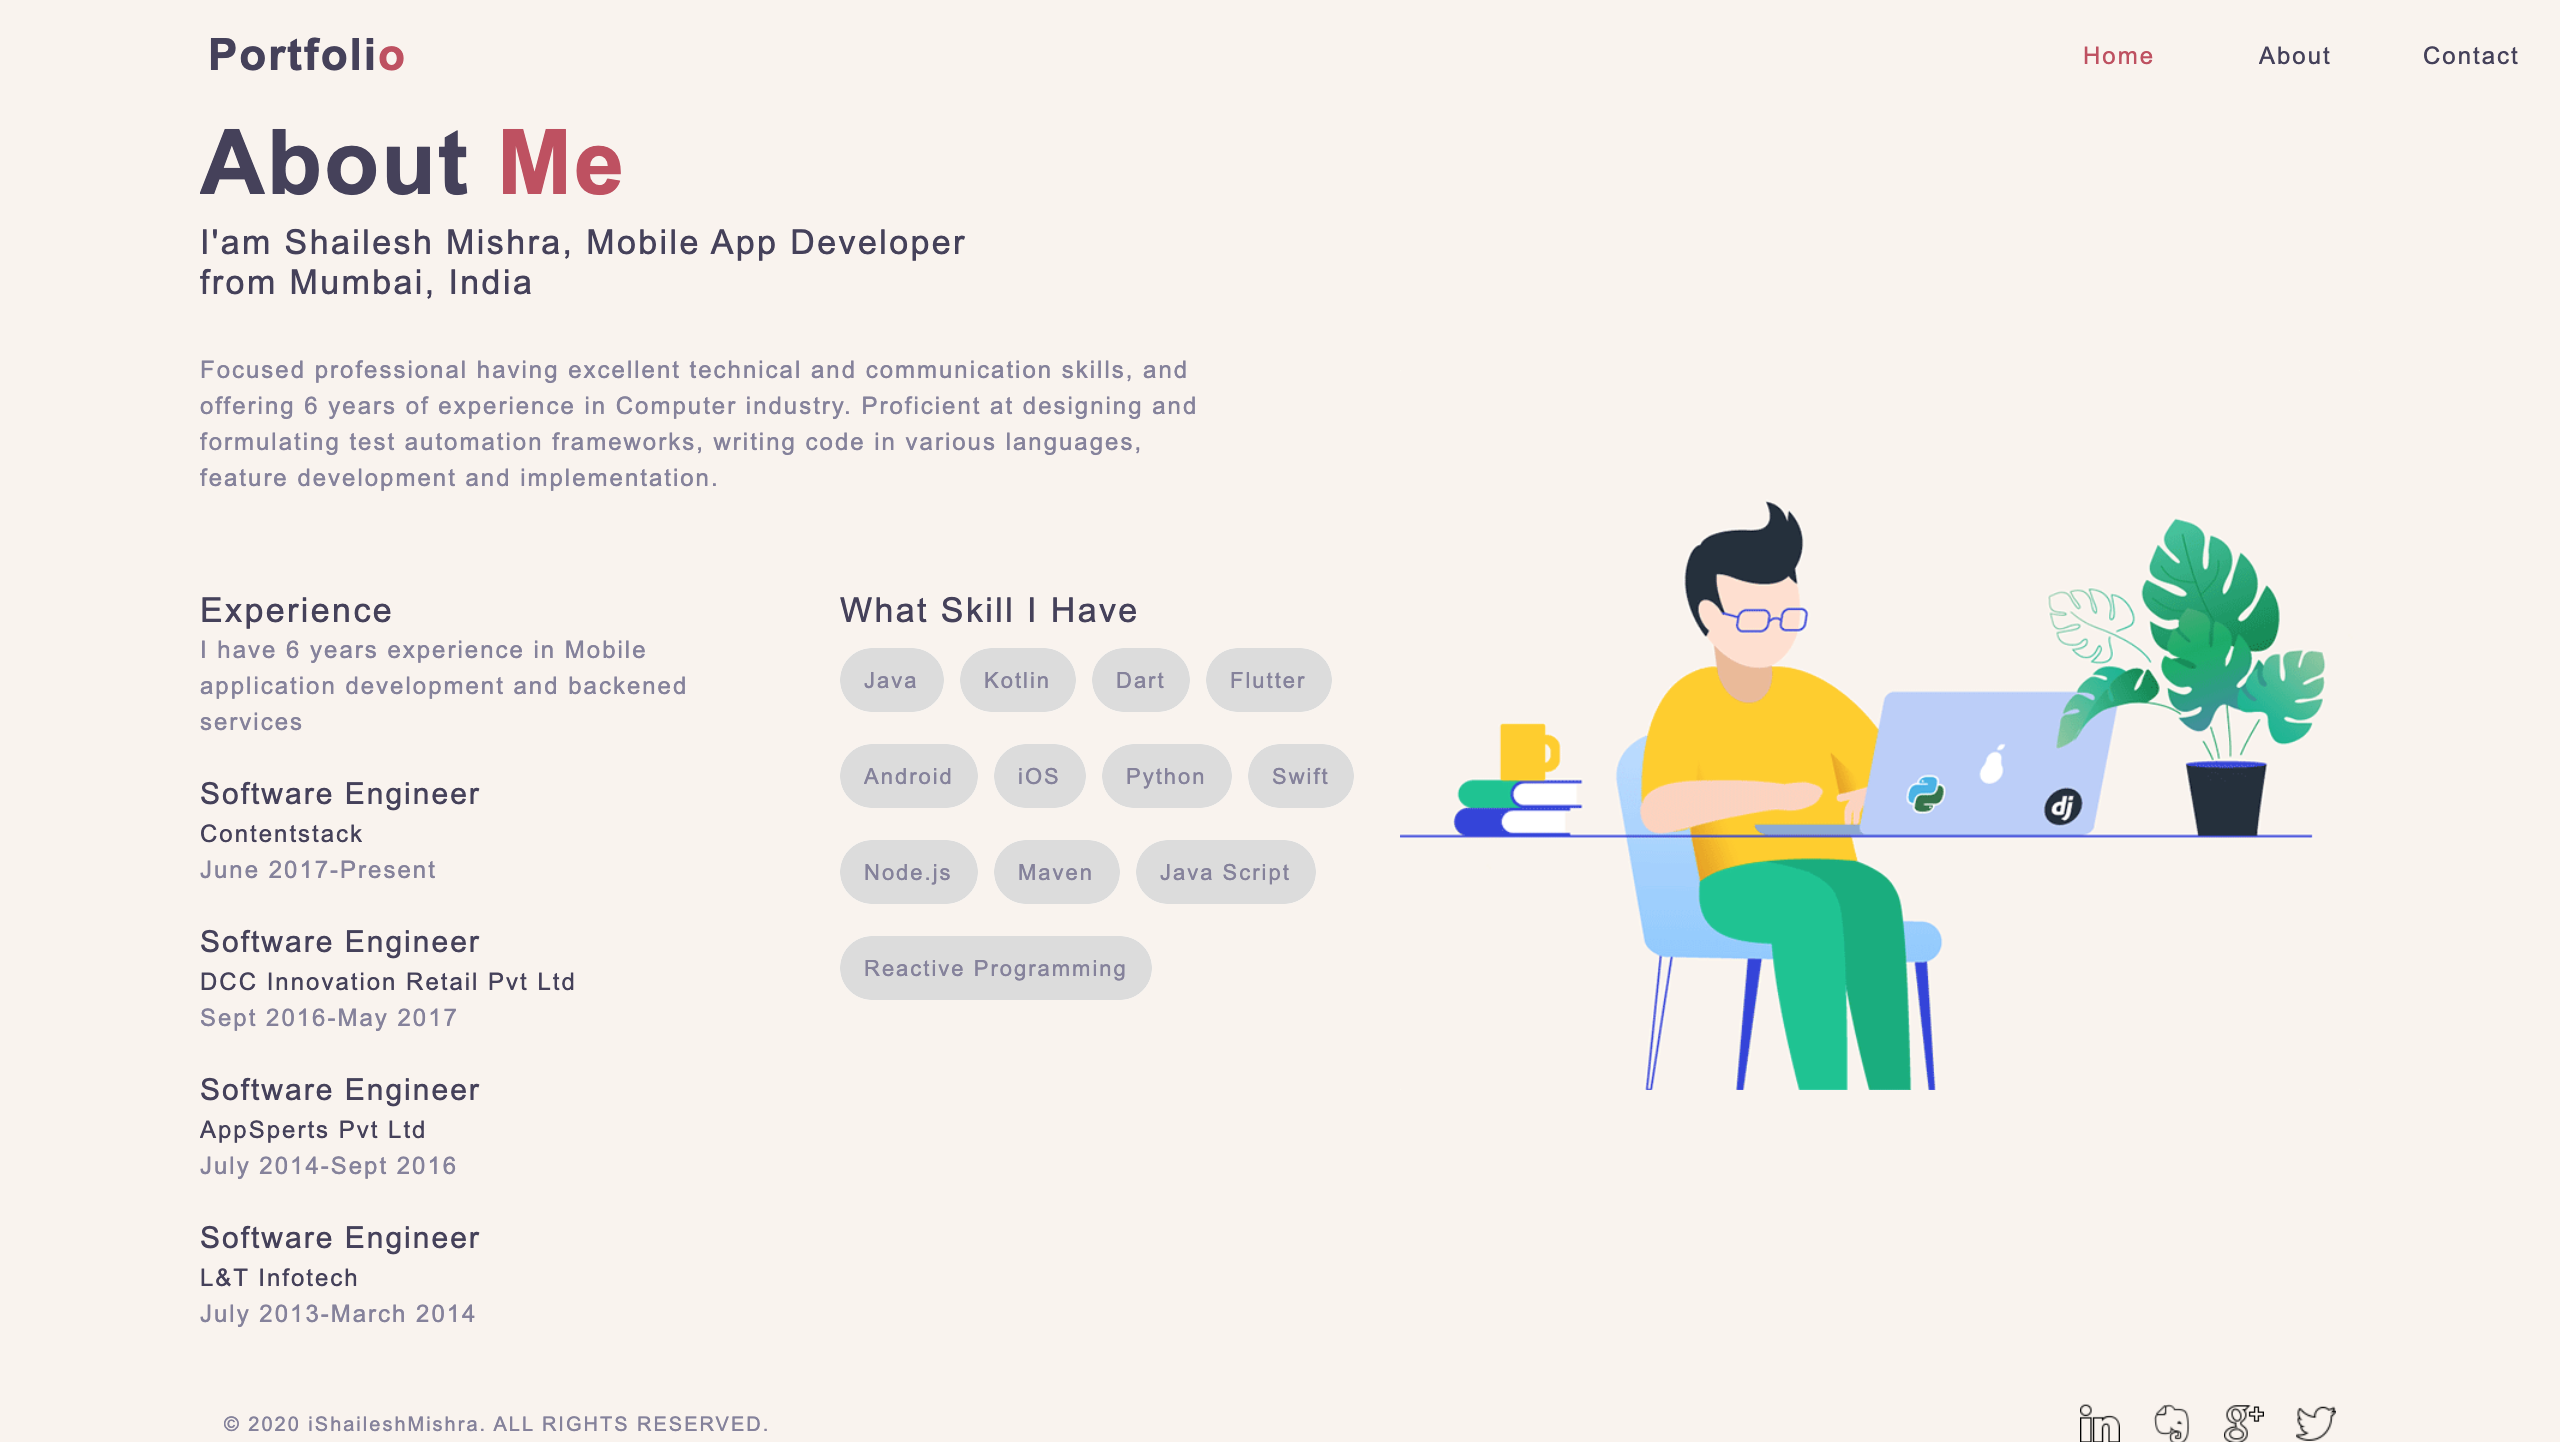 Portfolio
Home
About
Contact
About Me
I'am Shailesh Mishra, Mobile App Developer
from Mumbai, India
Focused professional having excellent technical and communication skills, and
offering 6 years of experience in Computer industry. Proficient at designing and
formulating test automation frameworks, writing code in various languages,
feature development and implementation.
Experience
I have 6 years experience in Mobile
application development and backened
services
Software Engineer
Contentstack
June 2017-Present
Software Engineer
DCC Innovation Retail Pvt Ltd
Sept 2016-May 2017
Software Engineer
AppSperts Pvt Ltd
July 2014-Sept 2016
Software Engineer
L&T Infotech
July 2013-March 2014
What Skill I Have
Java
Kotlin
Dart
Flutter
Android
iOS
Python
Swift
Node.js
Maven
Java Script
Reactive Programming
dj
© 2020 iShaileshMishra. ALL RIGHTS RESERVED.
in
g+